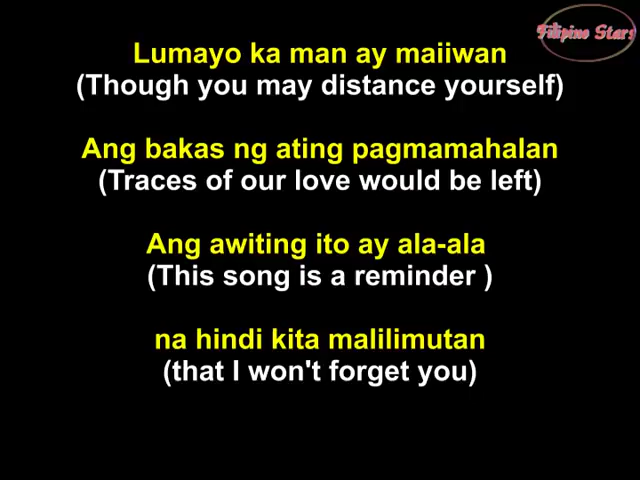 Filipino Stars
Lumayo ka man ay maiiwan
(Though you may distance yourself)
Ang bakas ng ating pagmamahalan
(Traces of our love would be left)
Ang awiting ito ay ala-ala
(This song is a reminder )
na hindi kita malilimutan
(that I won't forget you)